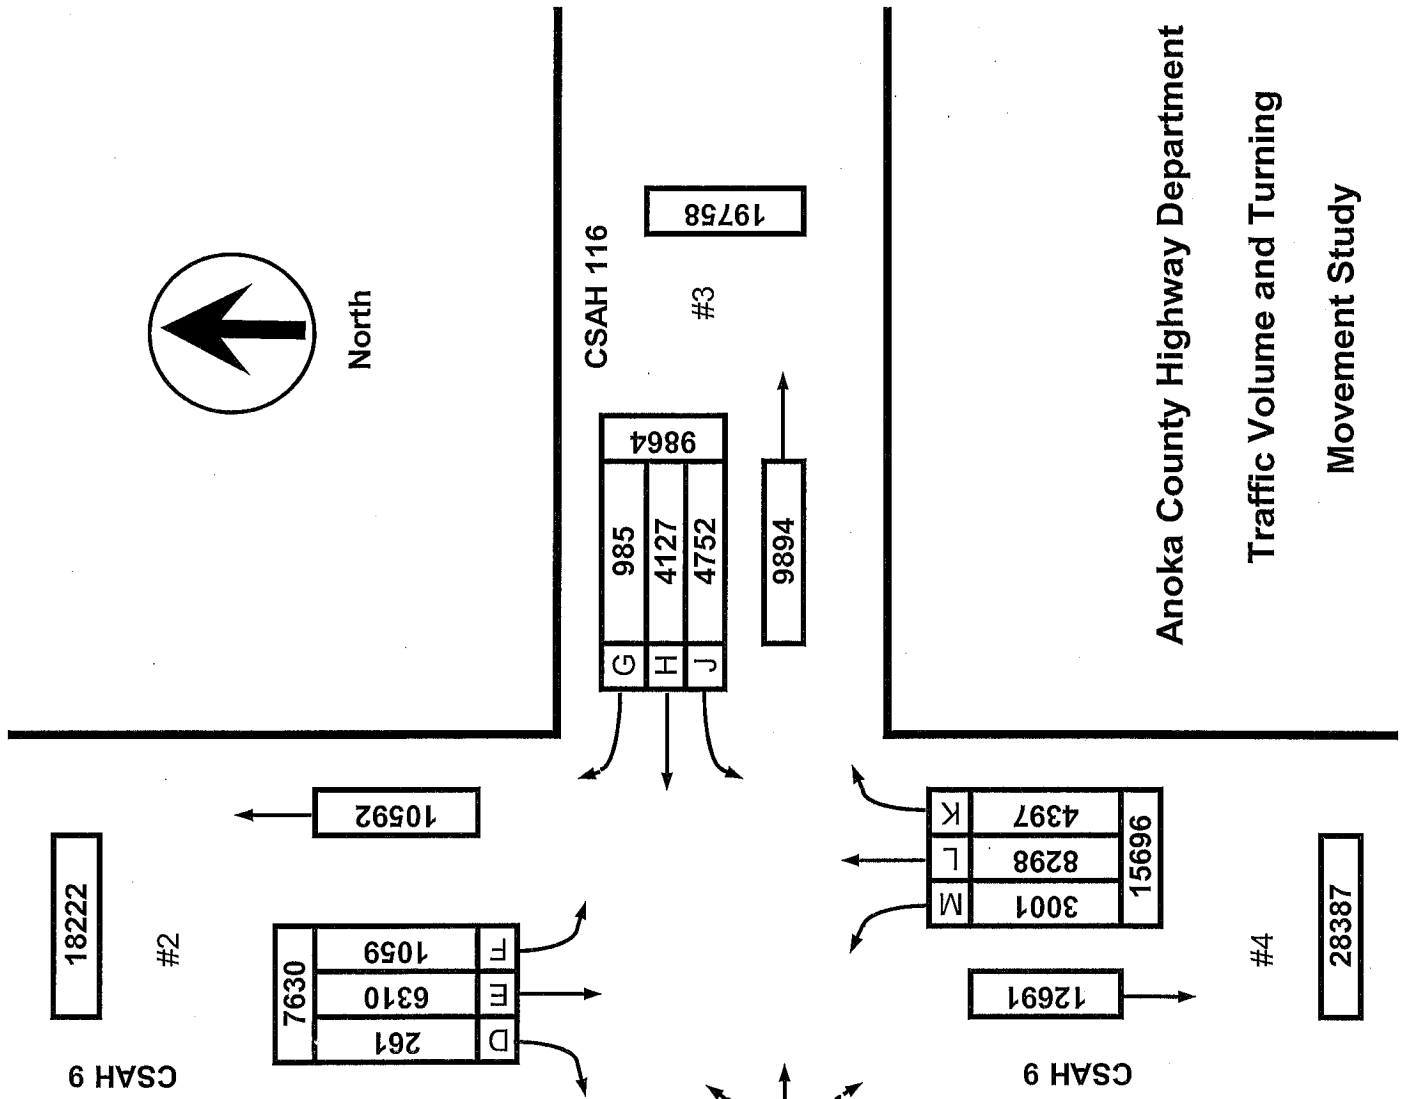 Anoka County Highway Department
Traffic Volume and Turning
Movement Study
North
CSAH 116
#3
19758
9864
G 985
H 4127
J 4752
9894
CSAH 9
#2
18222
10592
7630
D 261
E 6310
F 1059
K 4397
L 8298
M 3001
15696
12691
#4
28387
CSAH 9